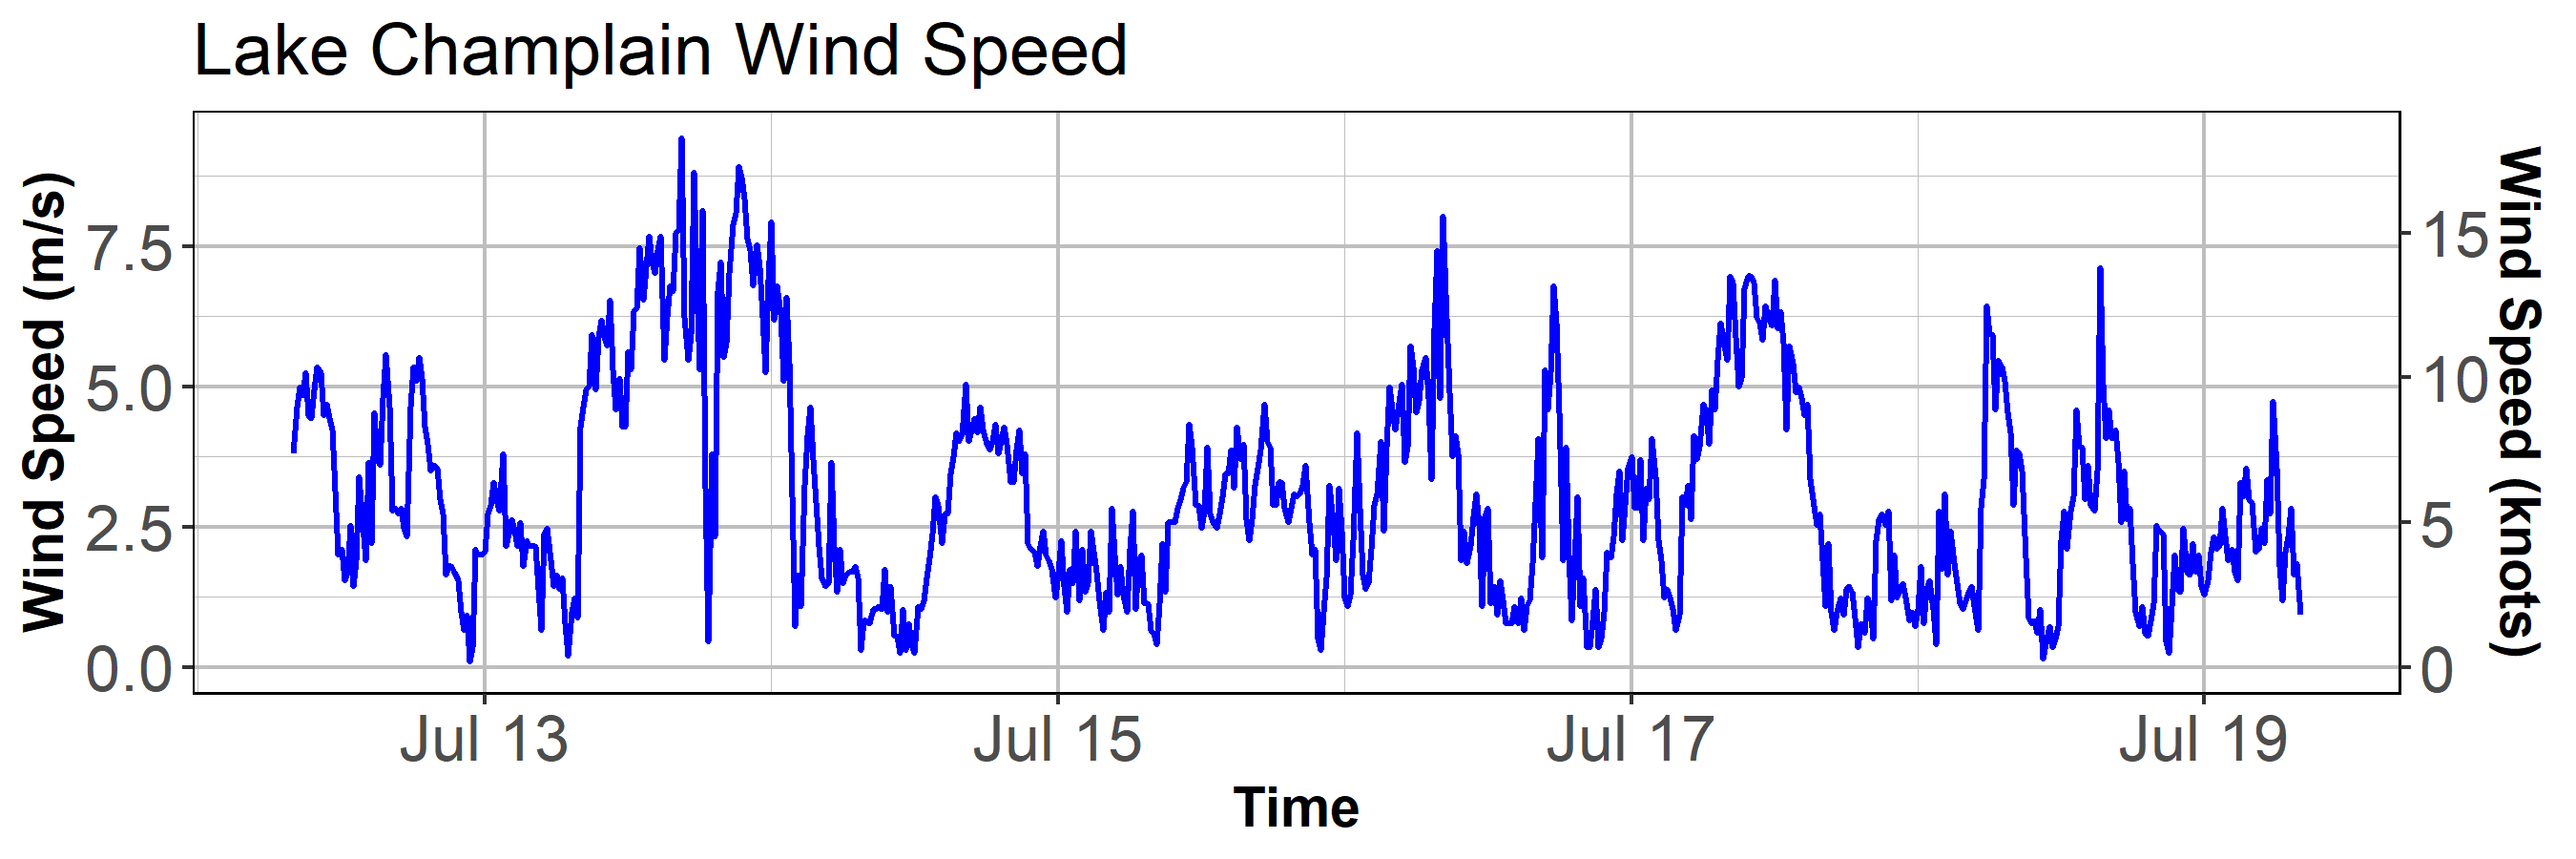 Lake Champlain Wind Speed
Wind Speed (m/s)
7.5
5.0
2.5
0.0
15
10
5
0
Wind Speed (knots)
Jul 13
Jul 15
Jul 17
Jul 19
Time